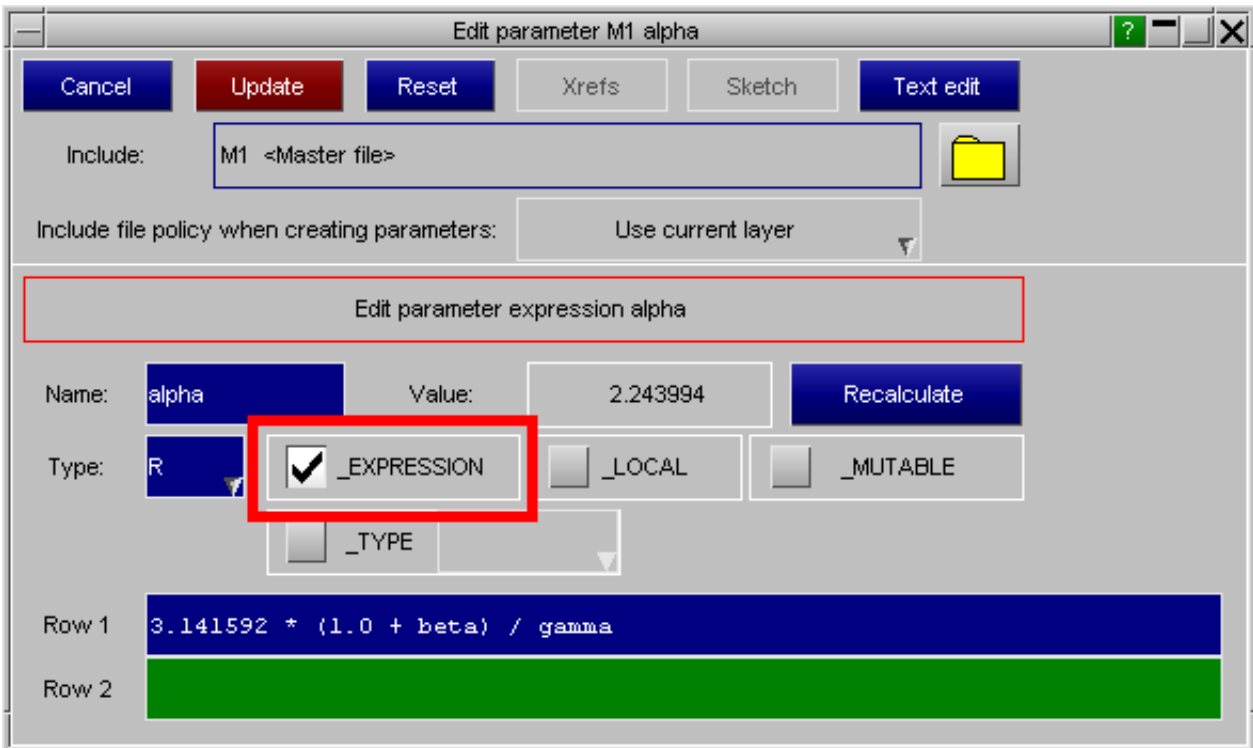 Edit parameter M1 alpha ?
Cancel Update Reset Xrefs Sketch Text edit
Include: M1 <Master file>
Include file policy when creating parameters: Use current layer
Edit parameter expression alpha
Name: alpha Value: 2.243994 Recalculate
Type: R _EXPRESSION _LOCAL _MUTABLE
_TYPE
Row 1 3.141592 * (1.0 + beta) / gamma
Row 2